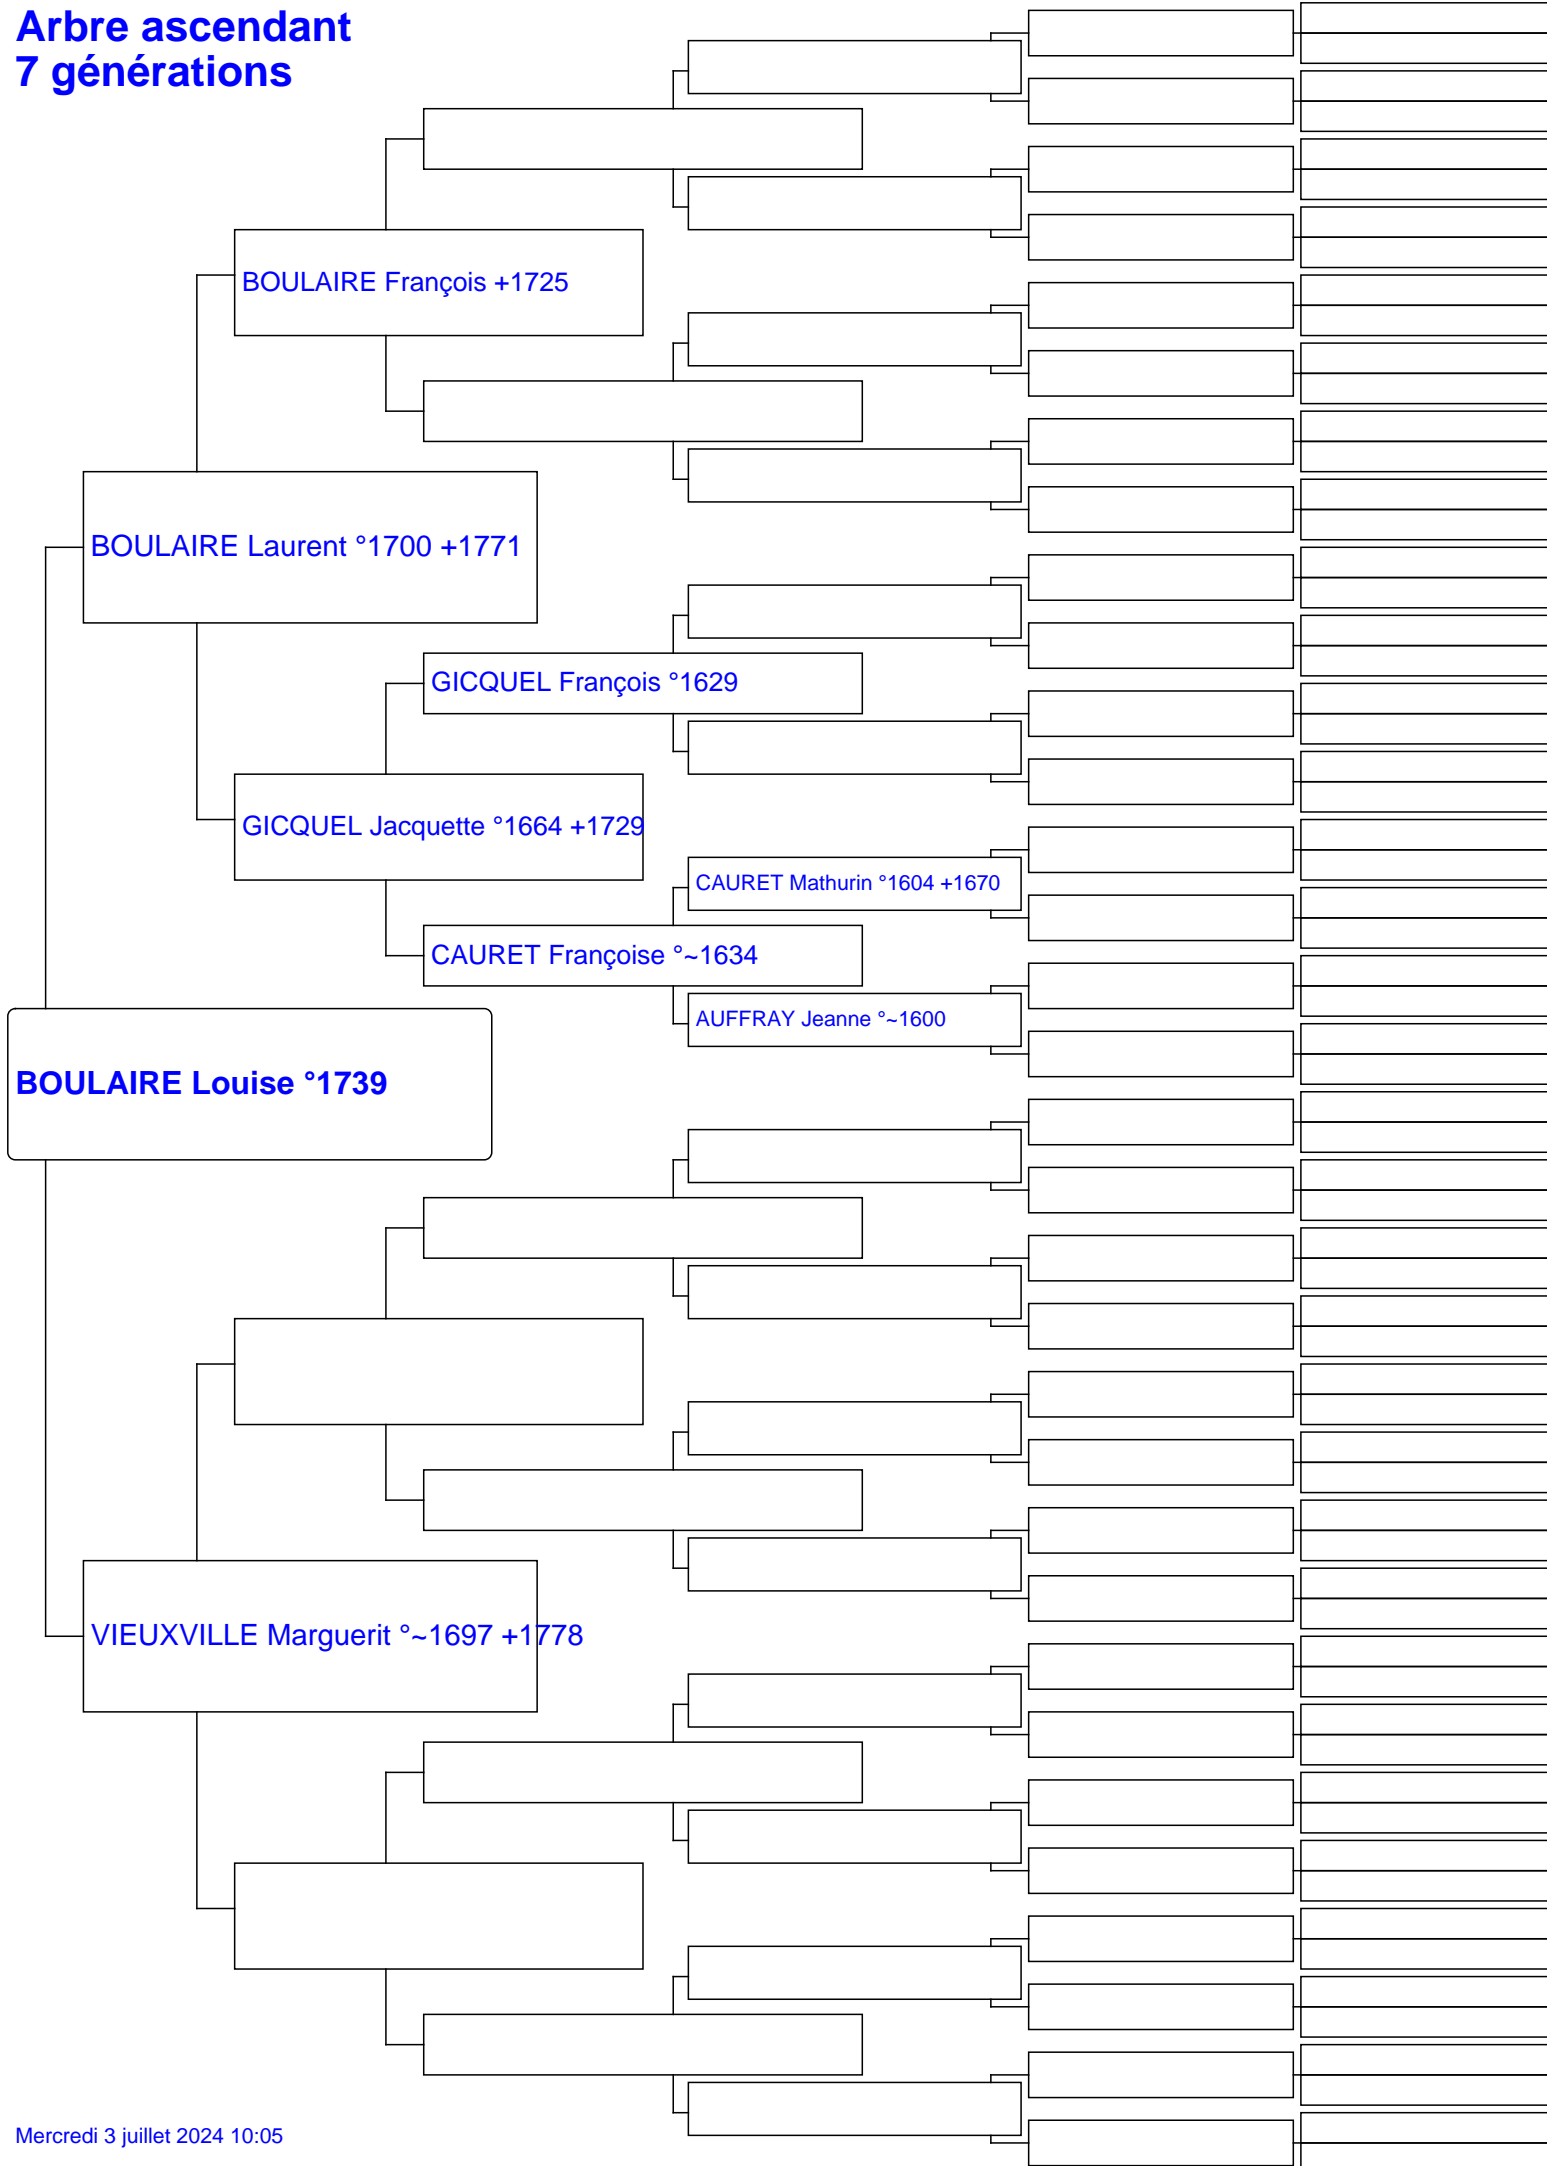 Arbre ascendant
7 générations
BOULAIRE François +1725
BOULAIRE Laurent °1700 +1771
GICQUEL François °1629
GICQUEL Jacquette °1664 +1729
CAURET Mathurin °1604 +1670
CAURET Françoise °~1634
AUFFRAY Jeanne °~1600
BOULAIRE Louise °1739
VIEUXVILLE Marguerit °~1697 +1778
Mercredi 3 juillet 2024 10:05